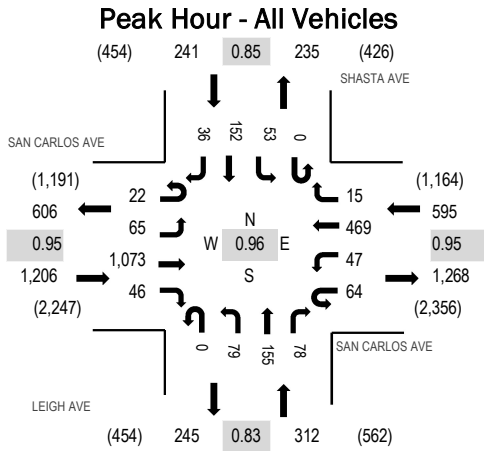 Peak Hour - All Vehicles
(454) 241 0.85 235 (426)
SHASTA AVE
SAN CARLOS AVE
36 152 53 0
(1,191)
606
0.95
1,206
(2,247)
22
65
1,073
46
N
W 0.96 E
S
15
469
47
64
(1,164)
595
0.95
1,268
(2,356)
0 79 155 78
SAN CARLOS AVE
LEIGH AVE
(454) 245 0.83 312 (562)